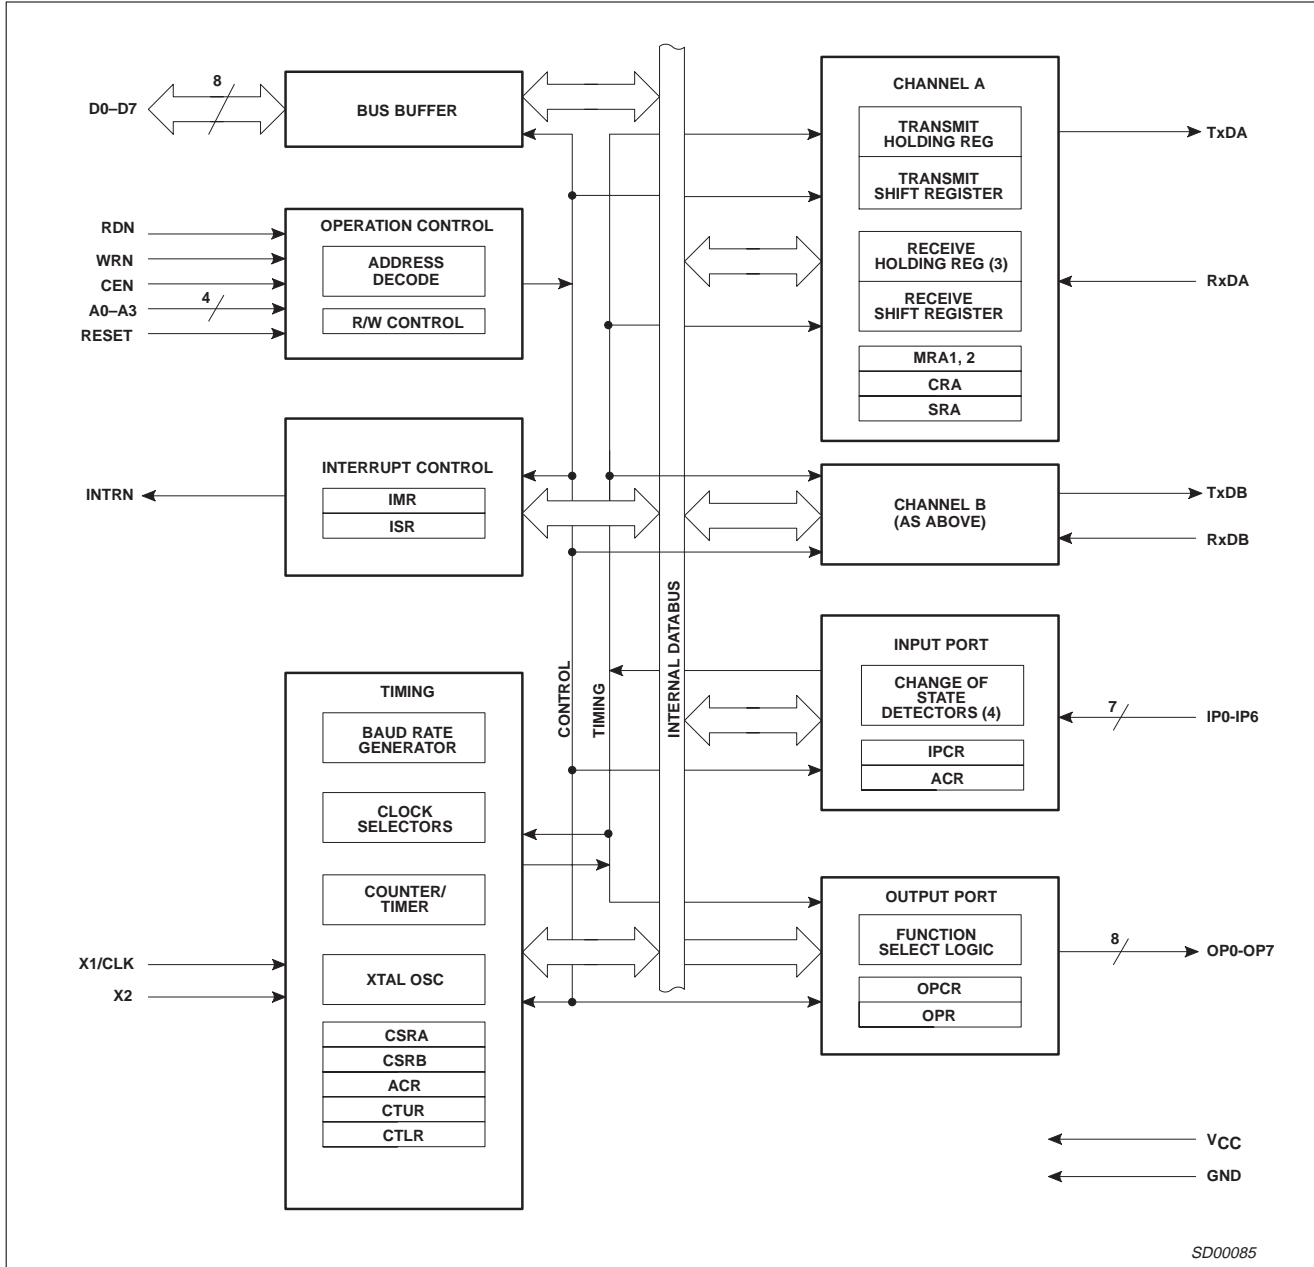 D0–D7
8
BUS BUFFER
RDN
WRN
CEN
A0–A3
4
RESET
OPERATION CONTROL
ADDRESS
DECODE
R/W CONTROL
INTRN
INTERRUPT CONTROL
IMR
ISR
TIMING
BAUD RATE
GENERATOR
CLOCK
SELECTORS
COUNTER/
TIMER
X1/CLK
X2
XTAL OSC
CSRA
CSRB
ACR
CTUR
CTLR
CONTROL
TIMING
INTERNAL DATABUS
CHANNEL A
TRANSMIT
HOLDING REG
TRANSMIT
SHIFT REGISTER
RECEIVE
HOLDING REG (3)
RECEIVE
SHIFT REGISTER
MRA1, 2
CRA
SRA
TxDA
RxDA
CHANNEL B
(AS ABOVE)
TxDB
RxDB
INPUT PORT
CHANGE OF
STATE
DETECTORS (4)
IPCR
ACR
7
IP0-IP6
OUTPUT PORT
FUNCTION
SELECT LOGIC
OPCR
OPR
8
OP0-OP7
VCC
GND
SD00085